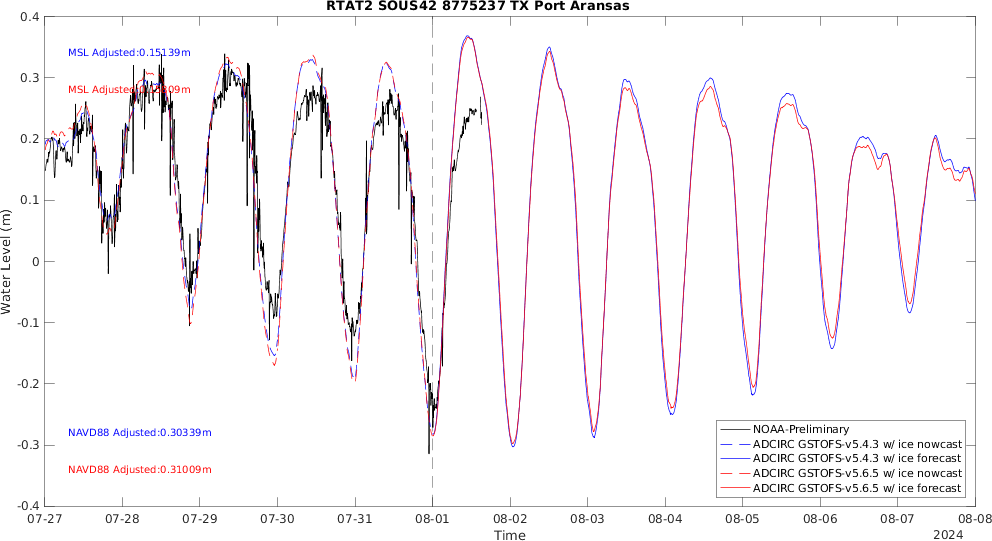 RTAT2 SOUS42 8775237 TX Port Aransas
0.4
0.3
0.2
0.1
0
-0.1
-0.2
-0.3
-0.4
Water Level (m)
MSL Adjusted:0.15139m
MSL Adjusted:0.15809m
NAVD88 Adjusted:0.30339m
NAVD88 Adjusted:0.31009m
NOAA-Preliminary
ADCIRC GSTOFS-v5.4.3 w/ ice nowcast
ADCIRC GSTOFS-v5.4.3 w/ ice forecast
ADCIRC GSTOFS-v5.6.5 w/ ice nowcast
ADCIRC GSTOFS-v5.6.5 w/ ice forecast
07-27 07-28 07-29 07-30 07-31 08-01 08-02 08-03 08-04 08-05 08-06 08-07 08-08
Time
2024